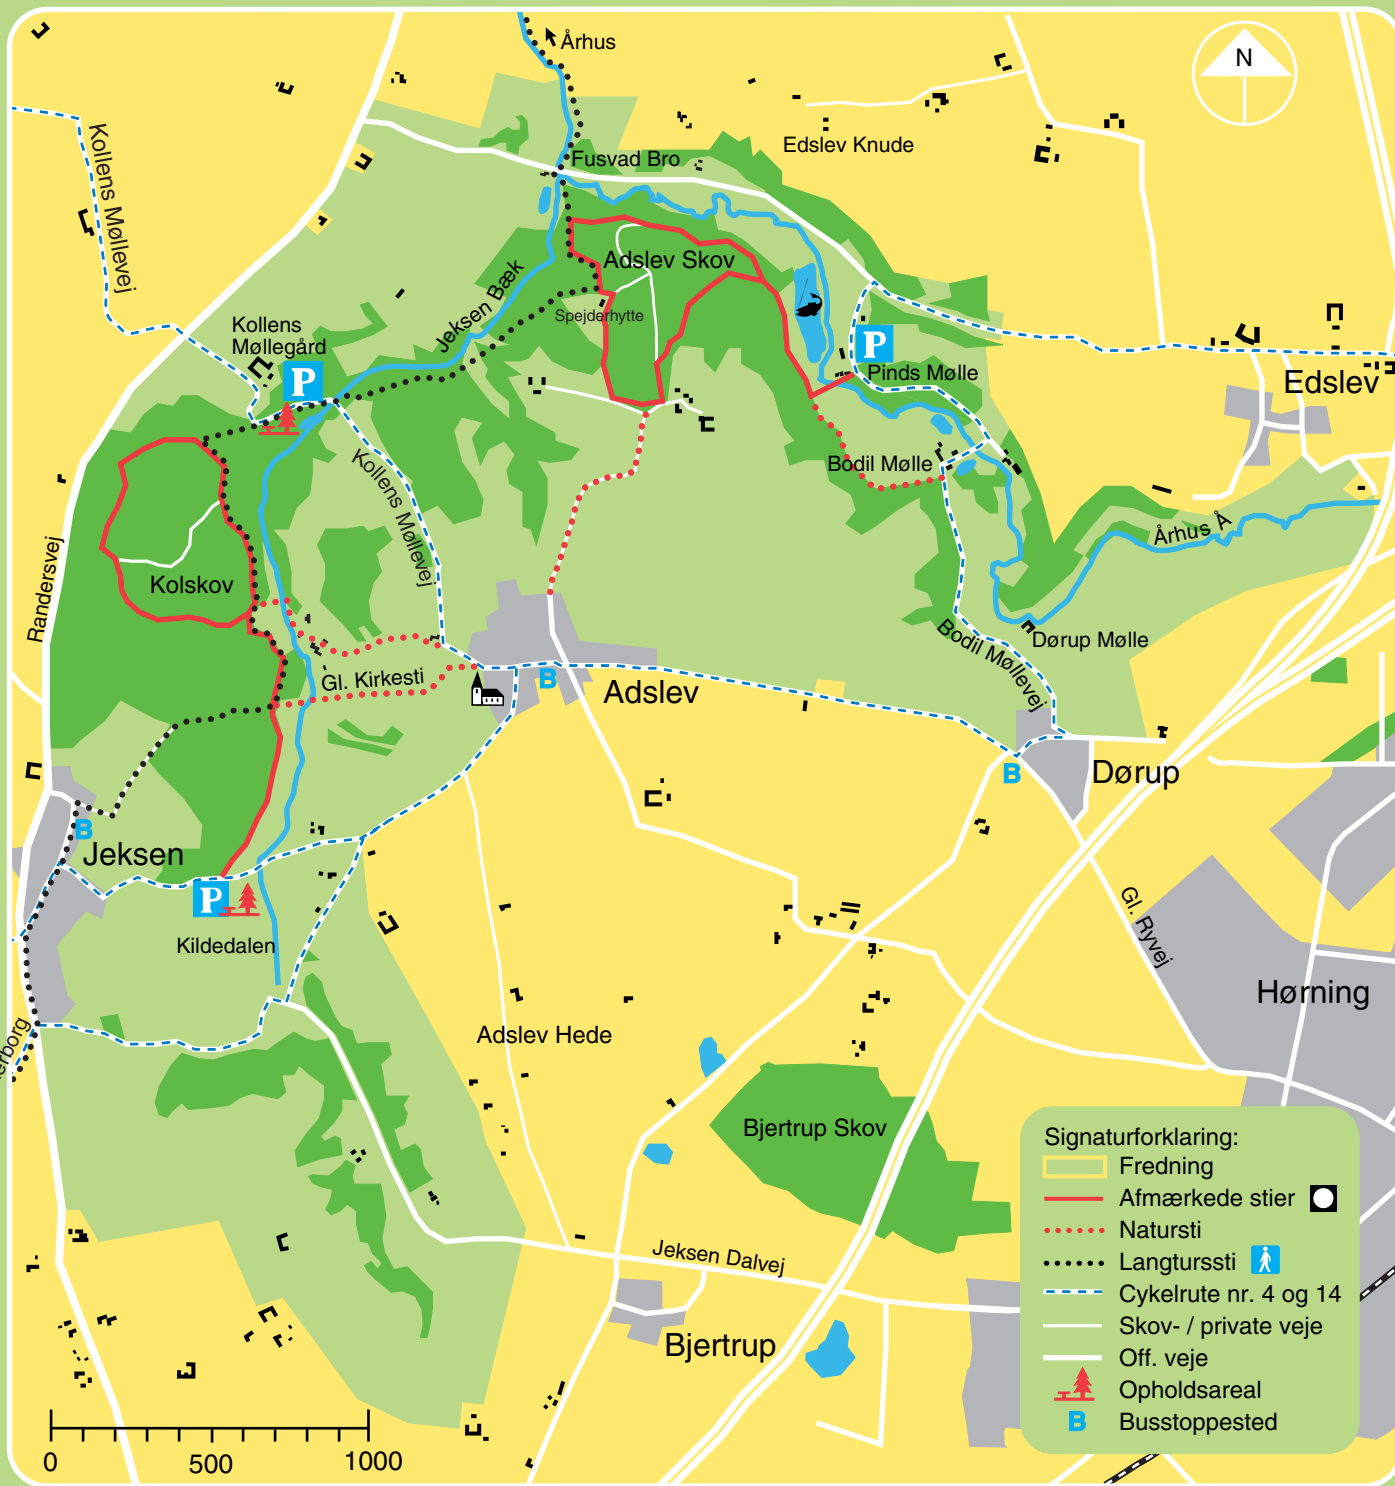 Århus
N
Kollens Møllevej
Fusvad Bro
Edslev Knude
Adslev Skov
Jeksen Bæk
Spejderhytte
Kollens
Møllegård
P
P
Pinds Mølle
Edslev
Bodil Mølle
Kollens Møllevej
Århus Å
Randersvej
Kolskov
Bodil Møllevej
Dørup Mølle
Gl. Kirkesti
B
Adslev
B
Dørup
B
Jeksen
P
Kildedalen
Gl. Ryvej
Hørning
Adslev Hede
erborg
Bjertrup Skov
Jeksen Dalvej
Bjertrup
Signaturforklaring:
Fredning
Afmærkede stier
Natursti
Langturssti
Cykelrute nr. 4 og 14
Skov- / private veje
Off. veje
Opholdsareal
B Busstoppested
0 500 1000